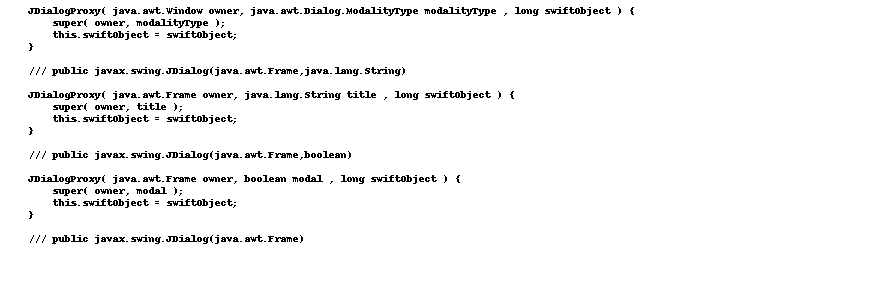 JDialogProxy( java.awt.Window owner, java.awt.Dialog.ModalityType modalityType , long swiftObject ) {
    super( owner, modalityType );
    this.swiftObject = swiftObject;
}
/// public javax.swing.JDialog(java.awt.Frame,java.lang.String)
JDialogProxy( java.awt.Frame owner, java.lang.String title , long swiftObject ) {
    super( owner, title );
    this.swiftObject = swiftObject;
}
/// public javax.swing.JDialog(java.awt.Frame,boolean)
JDialogProxy( java.awt.Frame owner, boolean modal , long swiftObject ) {
    super( owner, modal );
    this.swiftObject = swiftObject;
}
/// public javax.swing.JDialog(java.awt.Frame)